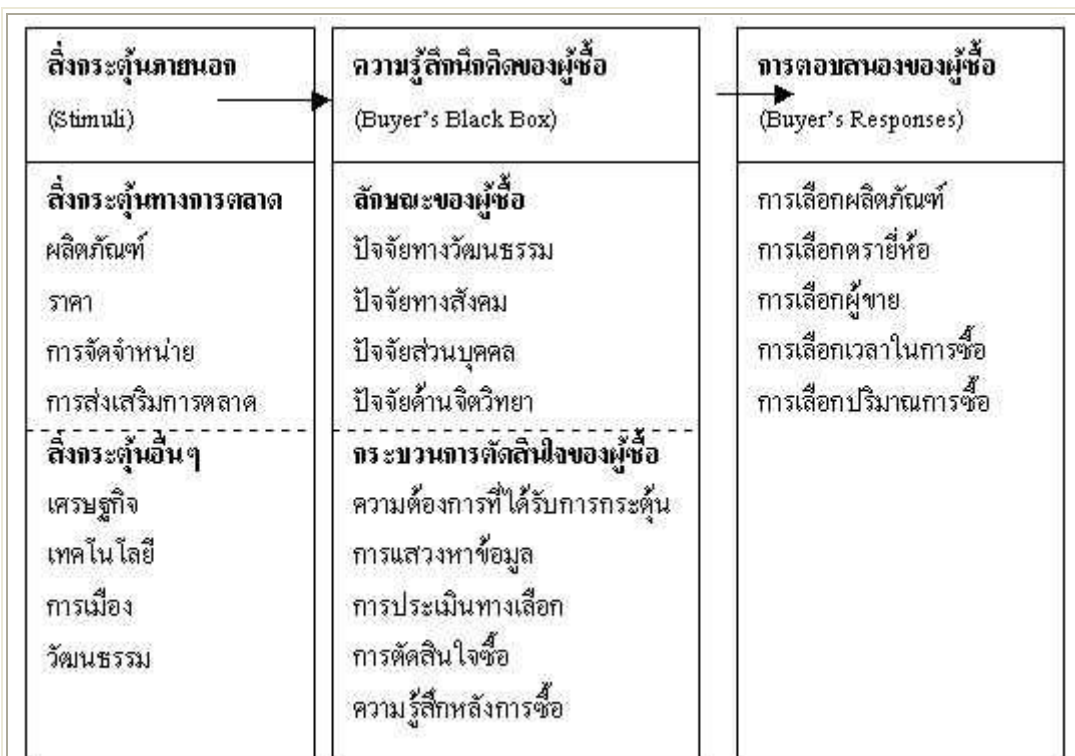 สิ่งกระตุ้นภายนอก
(Stimuli)
สิ่งกระตุ้นทางการตลาด
ผลิตภัณฑ์
ราคา
การจัดจำหน่าย
การส่งเสริมการตลาด
สิ่งกระตุ้นอื่นๆ
เศรษฐกิจ
เทคโนโลยี
การเมือง
วัฒนธรรม
ความรู้สึกนึกคิดของผู้ซื้อ
(Buyer's Black Box)
ลักษณะของผู้ซื้อ
ปัจจัยทางวัฒนธรรม
ปัจจัยทางสังคม
ปัจจัยส่วนบุคคล
ปัจจัยด้านจิตวิทยา
กระบวนการตัดสินใจของผู้ซื้อ
ความต้องการที่ได้รับการกระตุ้น
การแสวงหาข้อมูล
การประเมินทางเลือก
การตัดสินใจซื้อ
ความรู้สึกหลังการซื้อ
การตอบสนองของผู้ซื้อ
(Buyer's Responses)
การเลือกผลิตภัณฑ์
การเลือกตรายี่ห้อ
การเลือกผู้ขาย
การเลือกเวลาในการซื้อ
การเลือกปริมาณการซื้อ